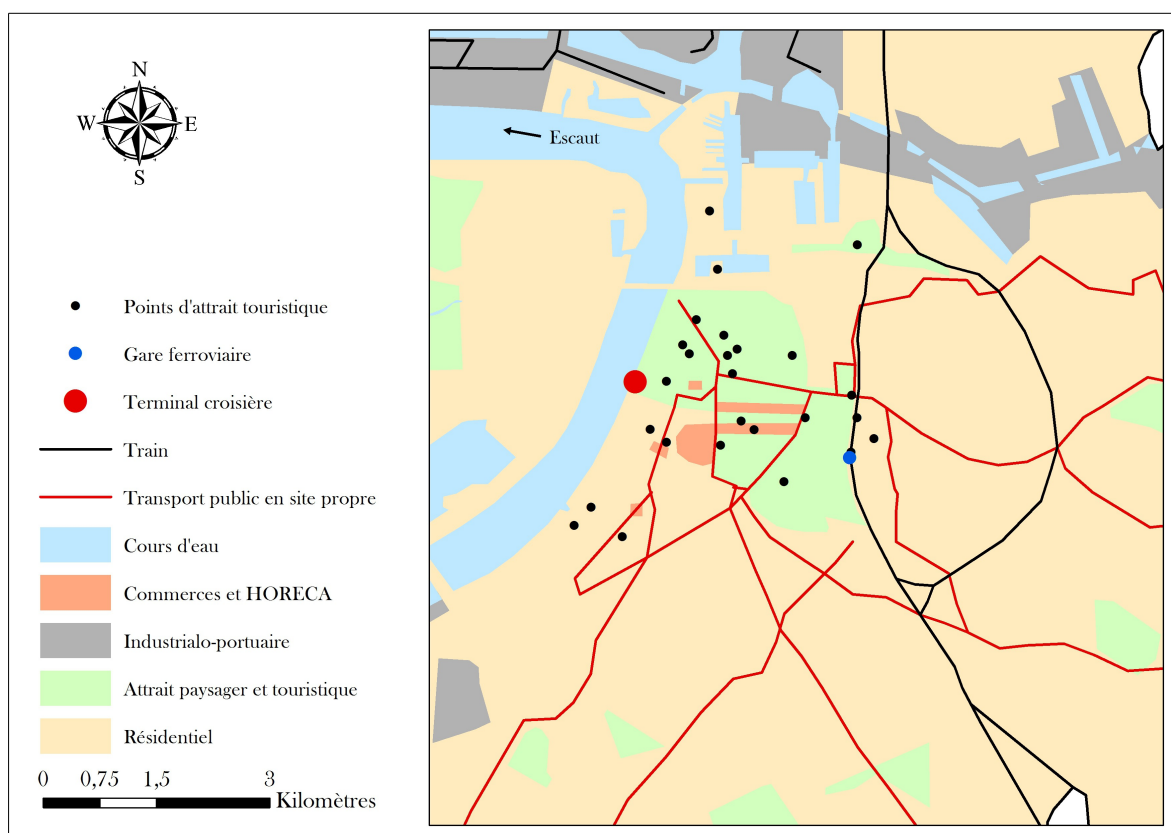 N
W E
S
Escaut
Points d'attrait touristique
Gare ferroviaire
Terminal croisière
Train
Transport public en site propre
Cours d'eau
Commerces et HORECA
Industrialo-portuaire
Attrait paysager et touristique
Résidentiel
0 0,75 1,5 3
Kilomètres